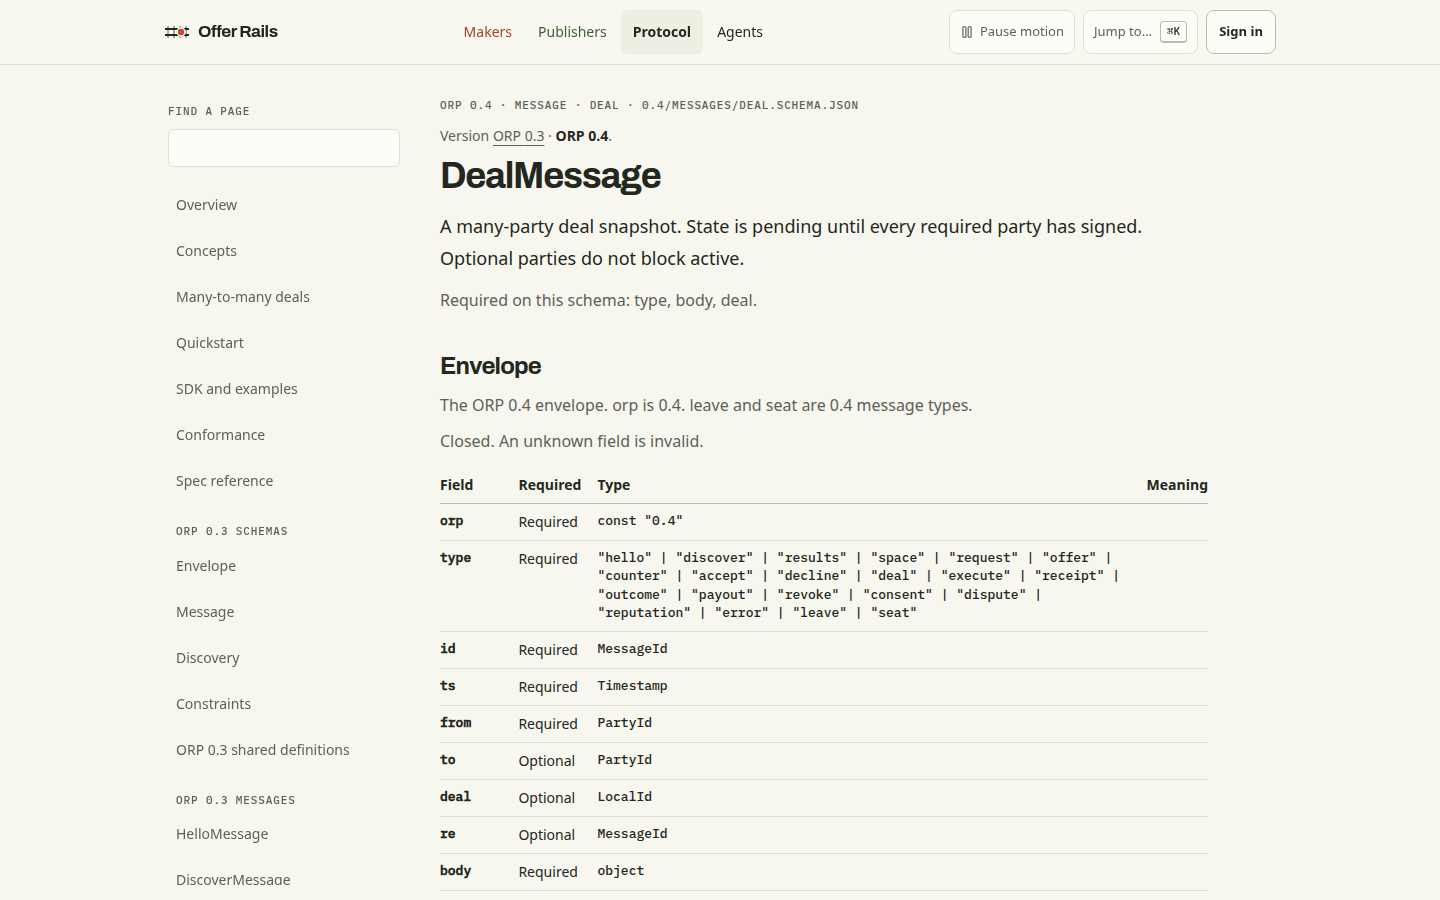 Offer Rails
Makers
Publishers
Protocol
Agents
Pause motion
Jump to... ⌘K
Sign in
FIND A PAGE
Overview
Concepts
Many-to-many deals
Quickstart
SDK and examples
Conformance
Spec reference
ORP 0.3 SCHEMAS
Envelope
Message
Discovery
Constraints
ORP 0.3 shared definitions
ORP 0.3 MESSAGES
HelloMessage
DiscoverMessage
ORP 0.4 · MESSAGE · DEAL · 0.4/MESSAGES/DEAL.SCHEMA.JSON
Version ORP 0.3 · ORP 0.4.
DealMessage
A many-party deal snapshot. State is pending until every required party has signed.
Optional parties do not block active.
Required on this schema: type, body, deal.
Envelope
The ORP 0.4 envelope. orp is 0.4. leave and seat are 0.4 message types.
Closed. An unknown field is invalid.
Field Required Type Meaning
orp Required const "0.4"
type Required "hello" | "discover" | "results" | "space" | "request" | "offer" |
"counter" | "accept" | "decline" | "deal" | "execute" | "receipt" |
"outcome" | "payout" | "revoke" | "consent" | "dispute" |
"reputation" | "error" | "leave" | "seat"
id Required MessageId
ts Required Timestamp
from Required PartyId
to Optional PartyId
deal Optional LocalId
re Optional MessageId
body Required object